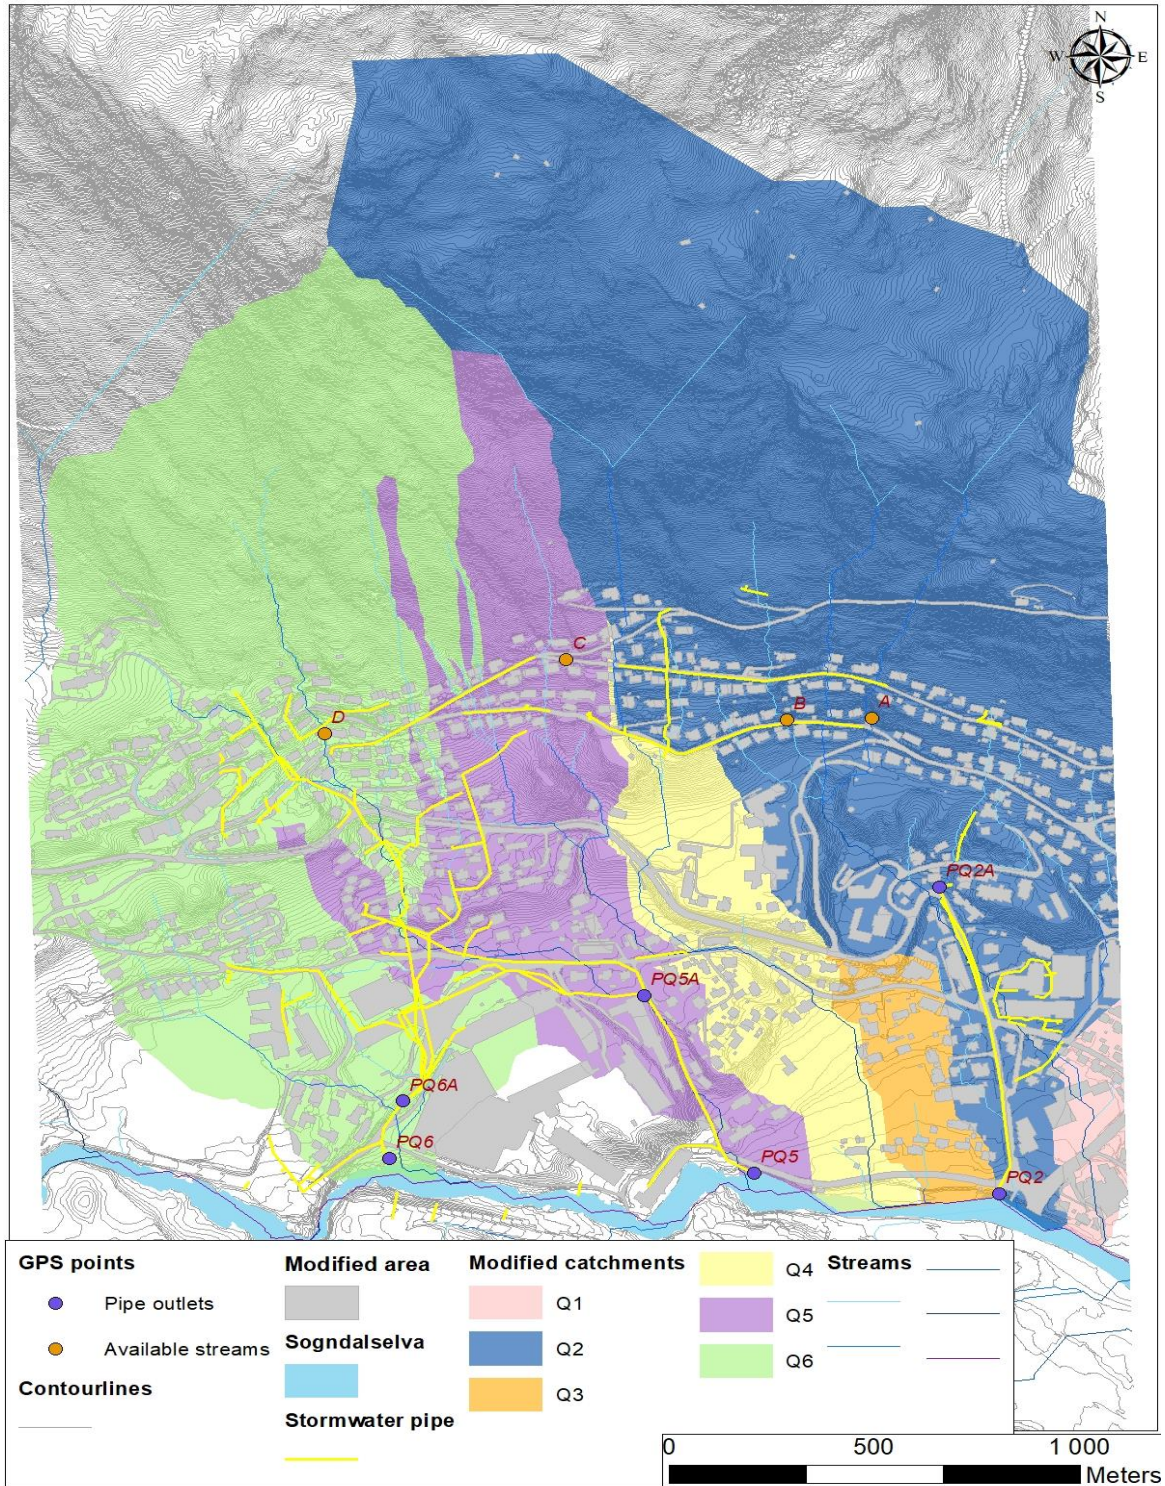 N
W E
S
C
D
B
A
PQ2A
PQ5A
PQ6A
PQ6
PQ5
PQ2
GPS points
Pipe outlets
Available streams
Contourlines
Modified area
Sogndalselva
Stormwater pipe
Modified catchments
Q1
Q2
Q3
Q4
Q5
Q6
Streams
0 500 1 000
Meters